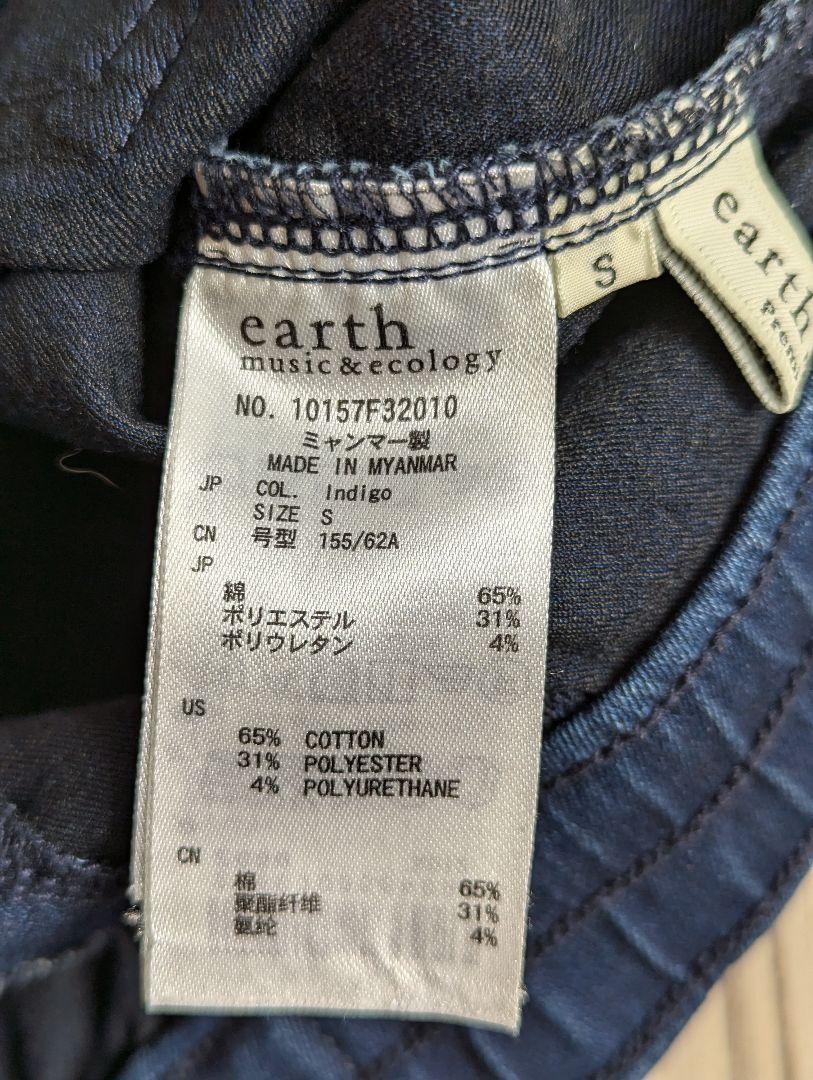 earth
music & ecology
NO. 10157F32010
ミャンマー製
MADE IN MYANMAR
JP COL. Indigo
SIZE S
CN 号型 155/62A
JP
綿 65%
ポリエステル 31%
ポリウレタン 4%
US
65% COTTON
31% POLYESTER
4% POLYURETHANE
CN
棉 65%
聚酯纤维 31%
氨纶 4%
S
earth